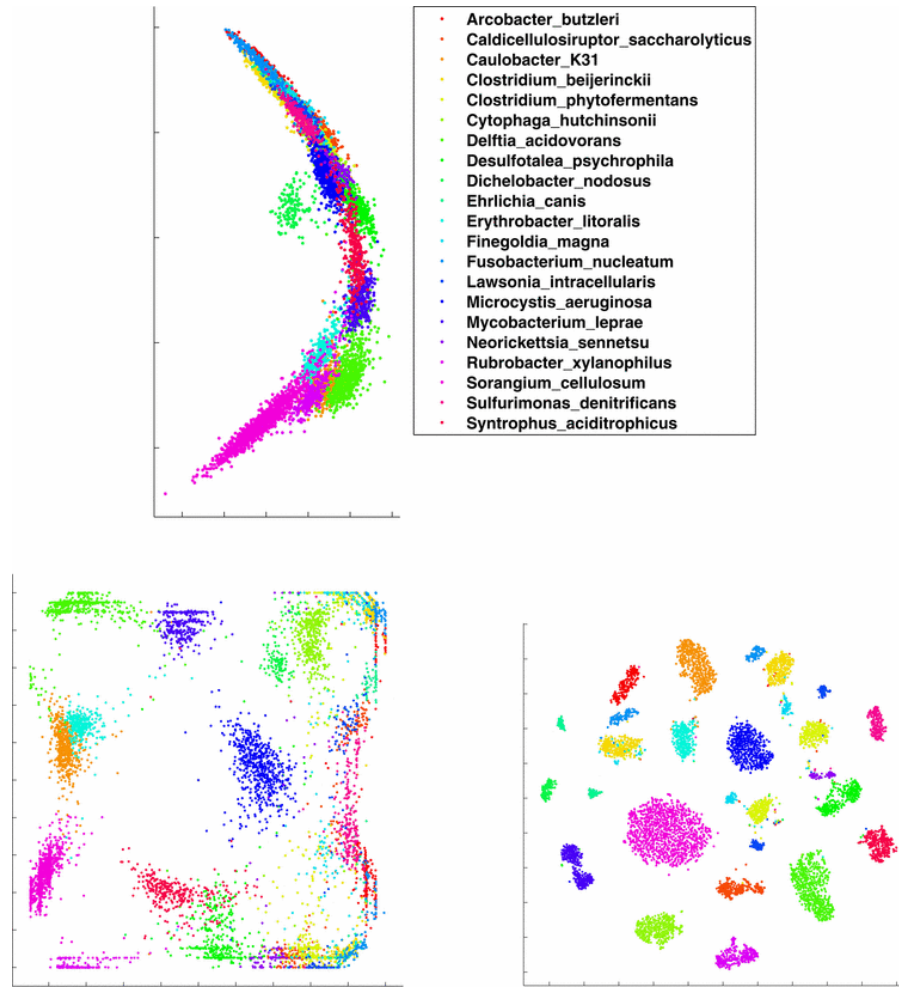 Arcobacter_butzleri
Caldicellulosiruptor_saccharolyticus
Caulobacter_K31
Clostridium_beijerinckii
Clostridium_phytofermentans
Cytophaga_hutchinsonii
Delftia_acidovorans
Desulfotalea_psychrophila
Dichelobacter_nodosus
Ehrlichia_canis
Erythrobacter_litoralis
Finegoldia_magna
Fusobacterium_nucleatum
Lawsonia_intracellularis
Microcystis_aeruginosa
Mycobacterium_leprae
Neorickettsia_sennetsu
Rubrobacter_xylanophilus
Sorangium_cellulosum
Sulfurimonas_denitrificans
Syntrophus_aciditrophicus